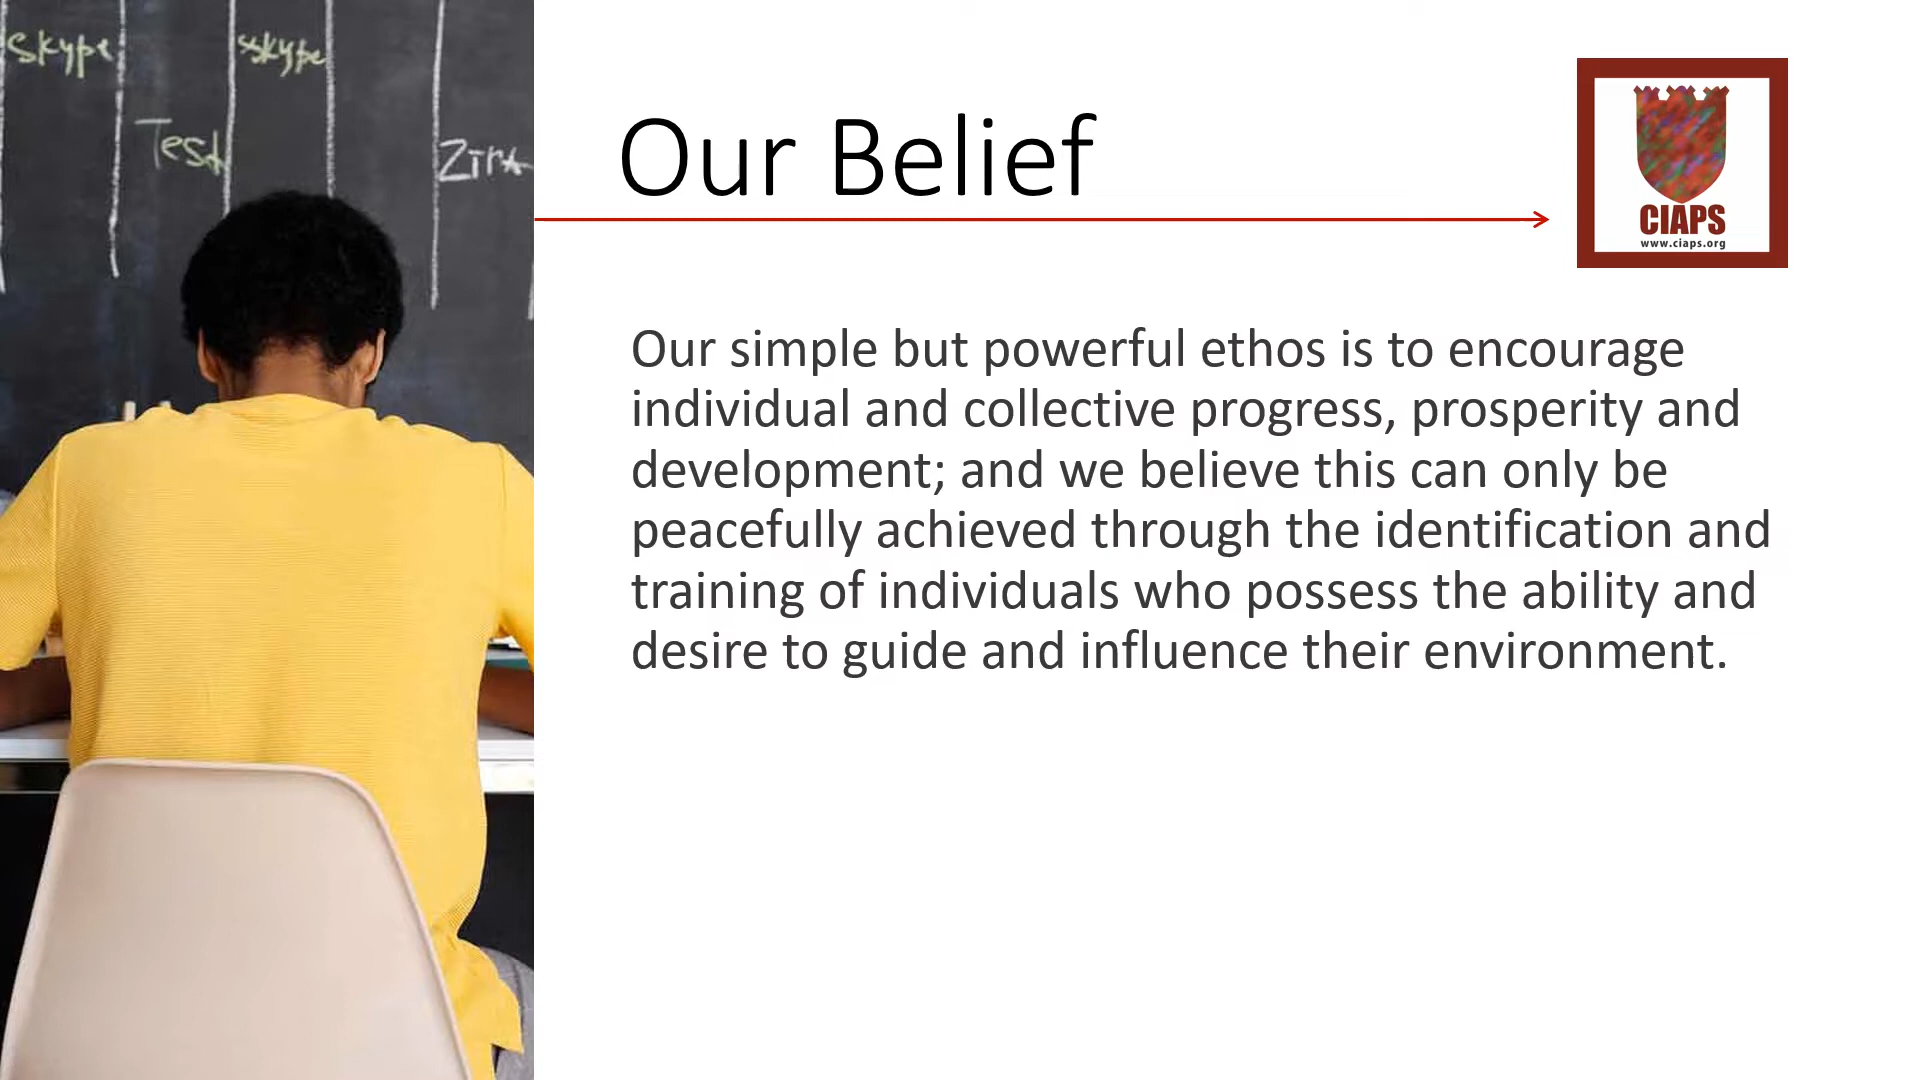 Skype
sskype
Test
Our Belief
CIAPS
www.ciaps.org
Our simple but powerful ethos is to encourage
individual and collective progress, prosperity and
development; and we believe this can only be
peacefully achieved through the identification and
training of individuals who possess the ability and
desire to guide and influence their environment.